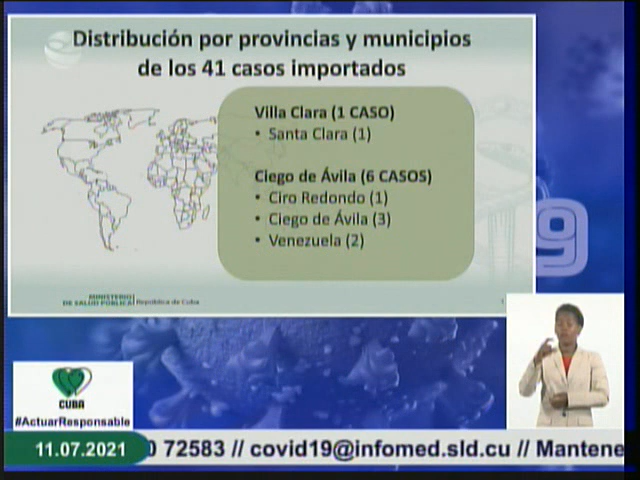 Distribución por provincias y municipios
de los 41 casos importados
Villa Clara (1 CASO)
• Santa Clara (1)
Ciego de Ávila (6 CASOS)
• Ciro Redondo (1)
• Ciego de Ávila (3)
• Venezuela (2)
MINISTERIO
DE SALUD PÚBLICA República de Cuba
9
CUBA
#ActuarResponsable
11.07.2021
0 72583 // covid19@infomed.sld.cu // Mantene